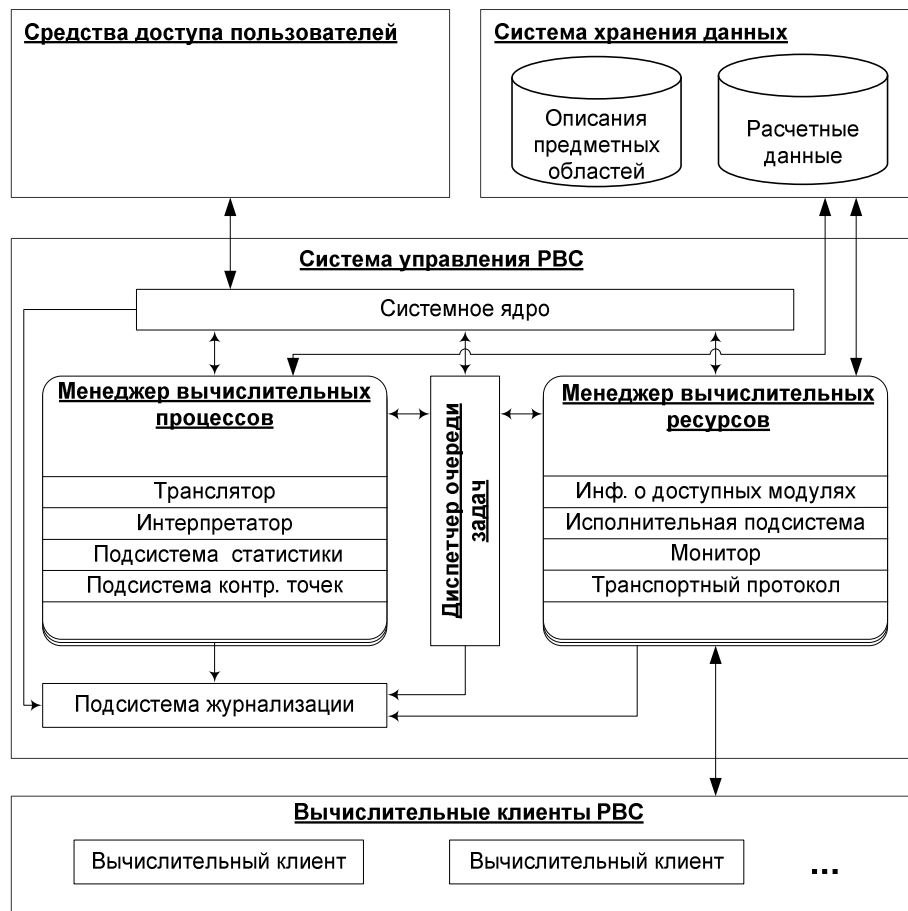 Средства доступа пользователей
Система хранения данных
Описания
предметных
областей
Расчетные
данные
Система управления РВС
Системное ядро
Менеджер вычислительных
процессов
Транслятор
Интерпретатор
Подсистема статистики
Подсистема контр. точек
Диспетчер очереди
задач
Менеджер вычислительных
ресурсов
Инф. о доступных модулях
Исполнительная подсистема
Монитор
Транспортный протокол
Подсистема журнализации
Вычислительные клиенты РВС
Вычислительный клиент
Вычислительный клиент
...